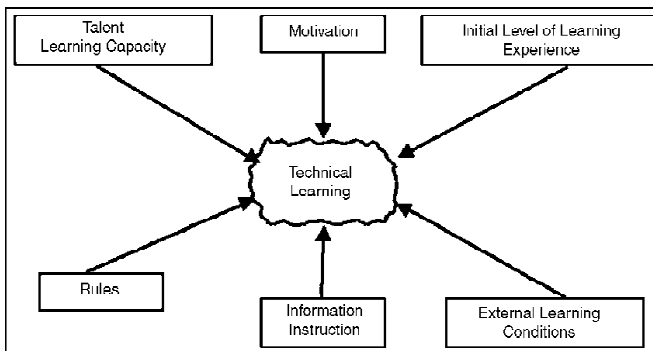 Talent
Learning Capacity
Motivation
Initial Level of Learning
Experience
Technical
Learning
Rules
Information
Instruction
External Learning
Conditions